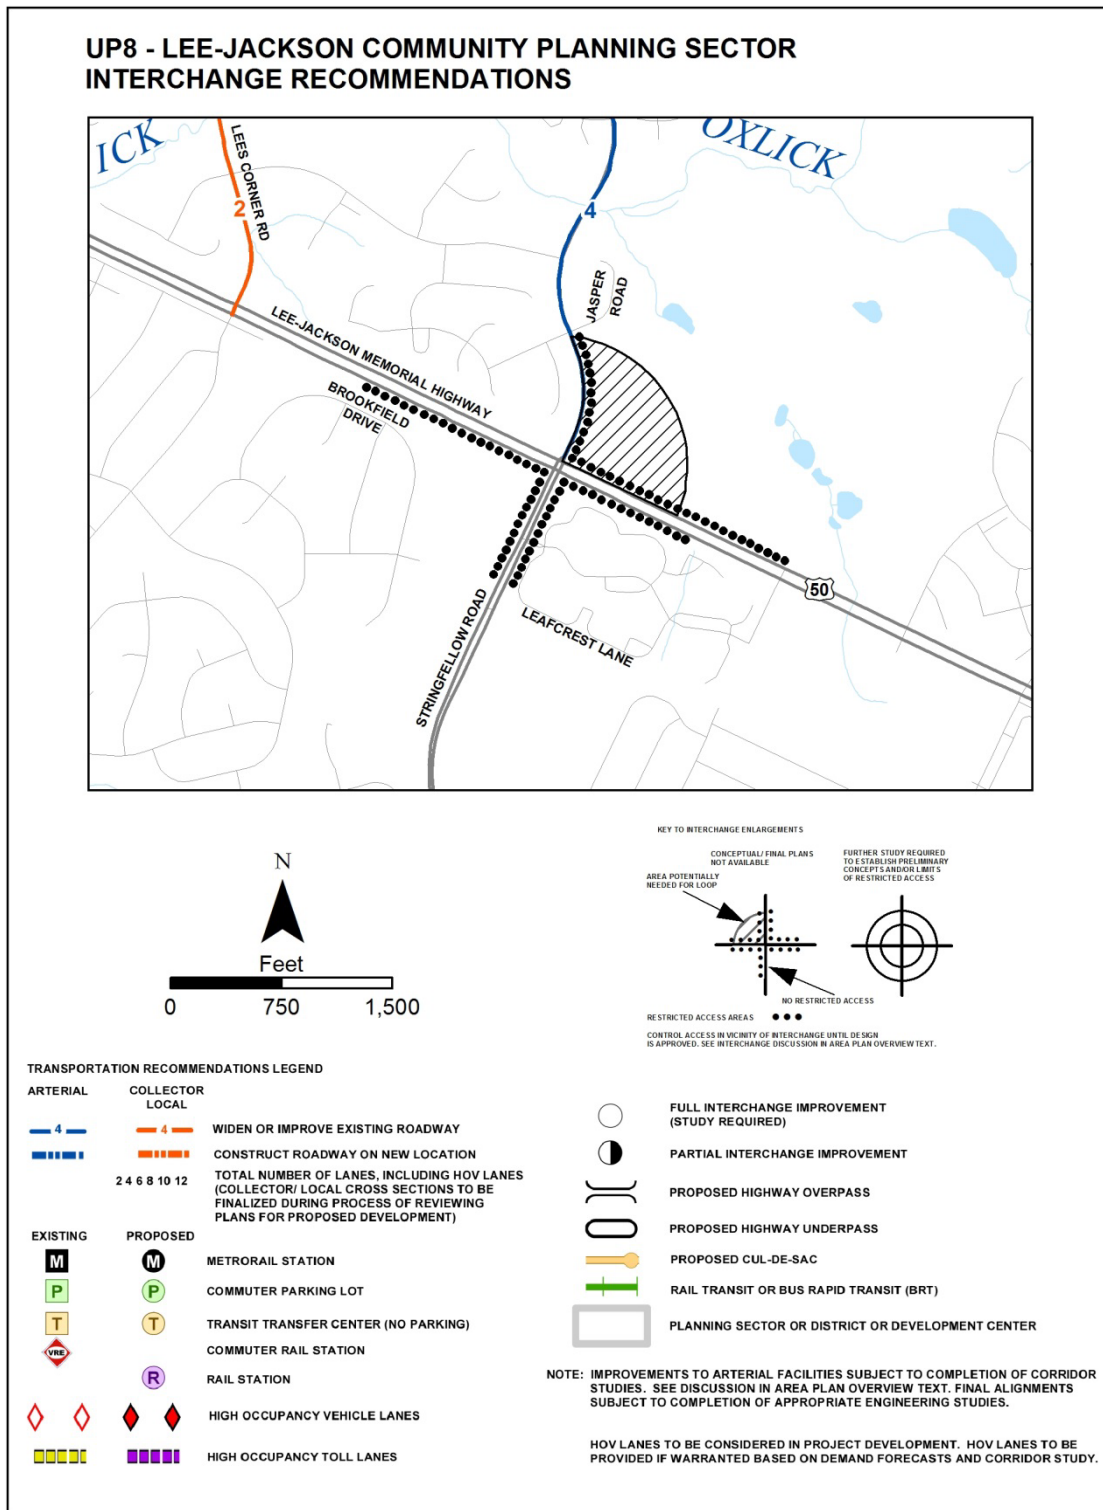 UP8 - LEE-JACKSON COMMUNITY PLANNING SECTOR
INTERCHANGE RECOMMENDATIONS
ICK
LEES CORNER RD
2
OXLICK
4
JASPER
ROAD
LEE-JACKSON MEMORIAL HIGHWAY
BROOKFIELD
DRIVE
50
STRINGFELLOW ROAD
LEAFCREST LANE
N
Feet
0 750 1,500
KEY TO INTERCHANGE ENLARGEMENTS
CONCEPTUAL/ FINAL PLANS
NOT AVAILABLE
AREA POTENTIALLY
NEEDED FOR LOOP
FURTHER STUDY REQUIRED
TO ESTABLISH PRELIMINARY
CONCEPTS AND/OR LIMITS
OF RESTRICTED ACCESS
NO RESTRICTED ACCESS
RESTRICTED ACCESS AREAS
CONTROL ACCESS IN VICINITY OF INTERCHANGE UNTIL DESIGN
IS APPROVED. SEE INTERCHANGE DISCUSSION IN AREA PLAN OVERVIEW TEXT.
TRANSPORTATION RECOMMENDATIONS LEGEND
ARTERIAL
COLLECTOR
LOCAL
4 4 WIDEN OR IMPROVE EXISTING ROADWAY
CONSTRUCT ROADWAY ON NEW LOCATION
2 4 6 8 10 12 TOTAL NUMBER OF LANES, INCLUDING HOV LANES
(COLLECTOR/ LOCAL CROSS SECTIONS TO BE
FINALIZED DURING PROCESS OF REVIEWING
PLANS FOR PROPOSED DEVELOPMENT)
EXISTING PROPOSED
M M METRORAIL STATION
P P COMMUTER PARKING LOT
T T TRANSIT TRANSFER CENTER (NO PARKING)
VRE COMMUTER RAIL STATION
R RAIL STATION
HIGH OCCUPANCY VEHICLE LANES
HIGH OCCUPANCY TOLL LANES
FULL INTERCHANGE IMPROVEMENT
(STUDY REQUIRED)
PARTIAL INTERCHANGE IMPROVEMENT
PROPOSED HIGHWAY OVERPASS
PROPOSED HIGHWAY UNDERPASS
PROPOSED CUL-DE-SAC
RAIL TRANSIT OR BUS RAPID TRANSIT (BRT)
PLANNING SECTOR OR DISTRICT OR DEVELOPMENT CENTER
NOTE: IMPROVEMENTS TO ARTERIAL FACILITIES SUBJECT TO COMPLETION OF CORRIDOR
STUDIES. SEE DISCUSSION IN AREA PLAN OVERVIEW TEXT. FINAL ALIGNMENTS
SUBJECT TO COMPLETION OF APPROPRIATE ENGINEERING STUDIES.
HOV LANES TO BE CONSIDERED IN PROJECT DEVELOPMENT. HOV LANES TO BE
PROVIDED IF WARRANTED BASED ON DEMAND FORECASTS AND CORRIDOR STUDY.